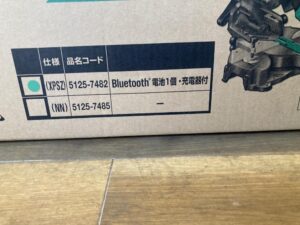 仕様 品名コード
(XPSZ) 5125-7482 Bluetooth®電池1個・充電器付
(NN) 5125-7485 −